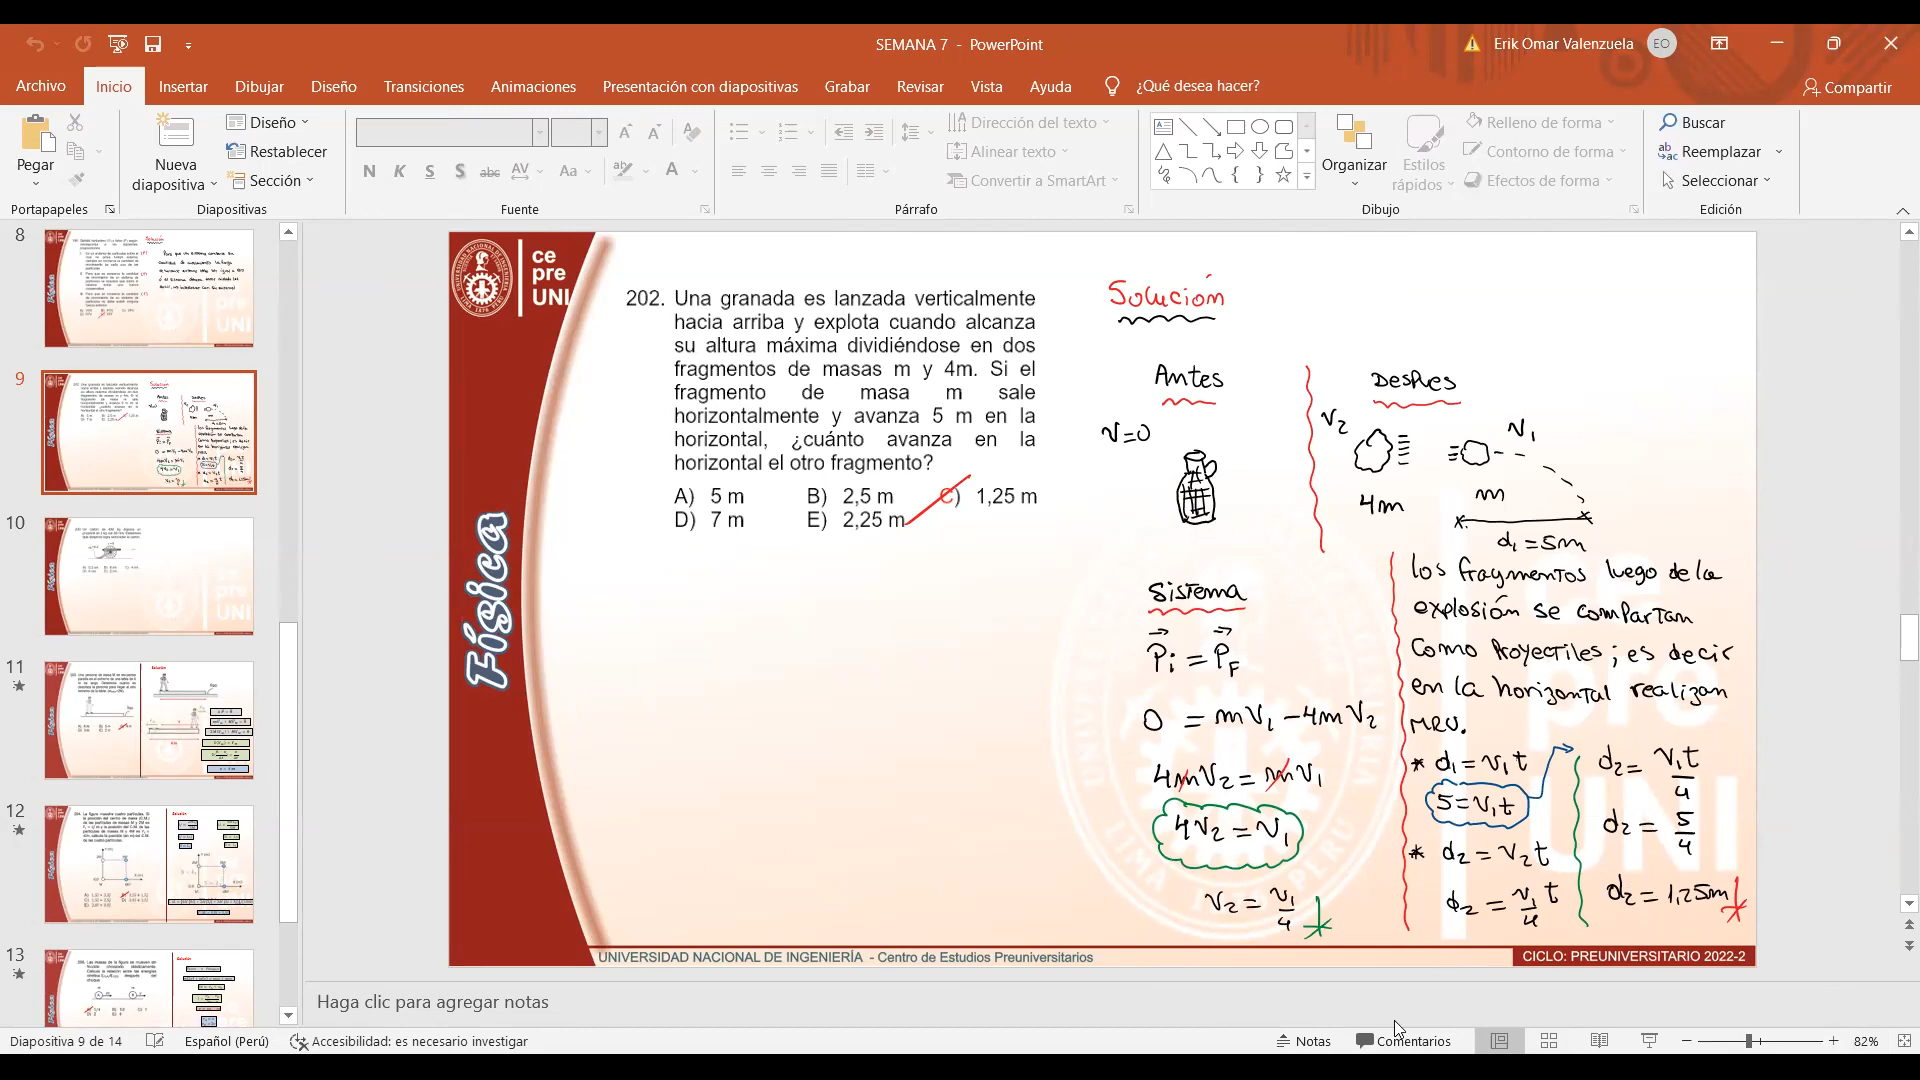 SEMANA 7 - PowerPoint
Erik Omar Valenzuela
EO
Archivo
Inicio
Insertar
Dibujar
Diseño
Transiciones
Animaciones
Presentación con diapositivas
Grabar
Revisar
Vista
Ayuda
¿Qué desea hacer?
Compartir
Pegar
Nueva
diapositiva
Diseño
Restablecer
Sección
N K S S abc AV Aa A
Dirección del texto
Alinear texto
Convertir a SmartArt
Organizar
Estilos
rápidos
Relleno de forma
Contorno de forma
Efectos de forma
Buscar
Reemplazar
Seleccionar
Portapapeles
Diapositivas
Fuente
Párrafo
Dibujo
Edición
8
9
10
11
12
13
ce
pre
UNI
Física
202. Una granada es lanzada verticalmente
hacia arriba y explota cuando alcanza
su altura máxima dividiéndose en dos
fragmentos de masas m y 4m. Si el
fragmento de masa m sale
horizontalmente y avanza 5 m en la
horizontal, ¿cuánto avanza en la
horizontal el otro fragmento?
A) 5 m B) 2,5 m C) 1,25 m
D) 7 m E) 2,25 m
Solución
Antes
V=0
Despues
V2
V1
4m
m
d1=5m
Sistema
Pi = PF
0 = mV1 - 4mV2
4mV2 = mV1
4V2 = V1
V2 = V1/4
los fragmentos luego de la
explosión se comportan
como Proyectiles; es decir
en la horizontal realizan
MRU.
* d1 = V1t
5 = V1t
* d2 = V2t
d2 = V1/4 t
d2 = V1t/4
d2 = 5/4
d2 = 1,25m
UNIVERSIDAD NACIONAL DE INGENIERÍA - Centro de Estudios Preuniversitarios
CICLO: PREUNIVERSITARIO 2022-2
Haga clic para agregar notas
Diapositiva 9 de 14
Español (Perú)
Accesibilidad: es necesario investigar
Notas
Comentarios
82%